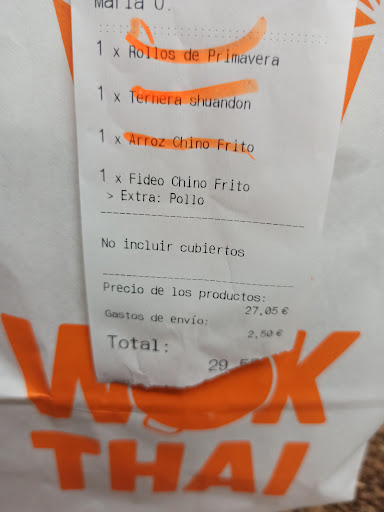 María O.
1 x Rollos de Primavera
1 x Ternera shuandon
1 x Arroz Chino Frito
1 x Fideo Chino Frito
> Extra: Pollo
No incluir cubiertos
Precio de los productos:
27,05 €
Gastos de envío:
2,50 €
Total:
WOK
THAI